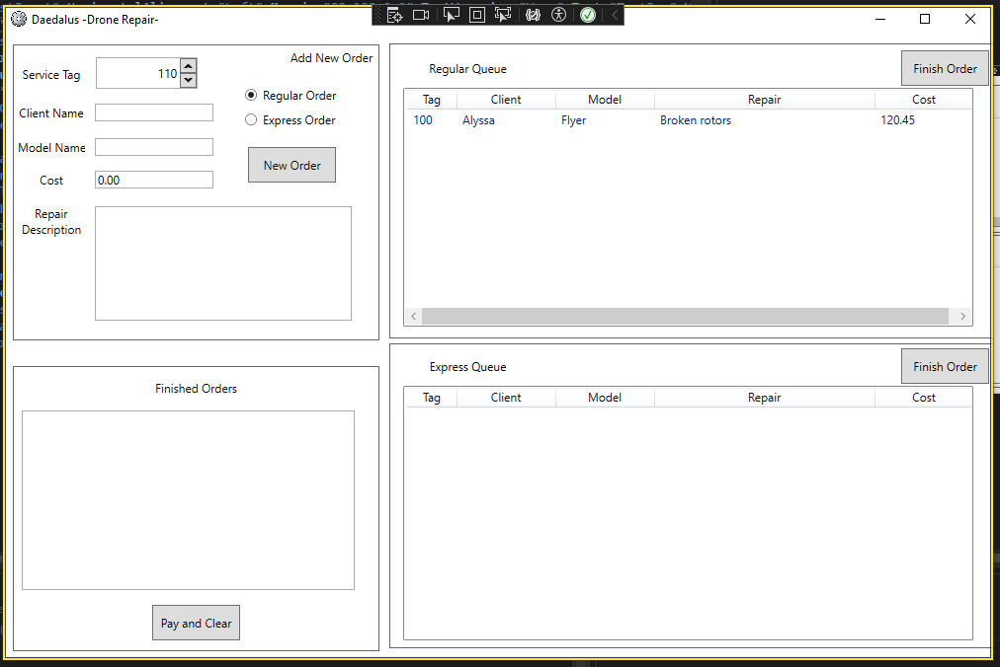 Daedalus -Drone Repair-
Add New Order
Service Tag 110
Regular Order
Client Name
Express Order
Model Name
New Order
Cost 0.00
Repair
Description
Finished Orders
Pay and Clear
Regular Queue Finish Order
Tag Client Model Repair Cost
100 Alyssa Flyer Broken rotors 120.45
Express Queue Finish Order
Tag Client Model Repair Cost